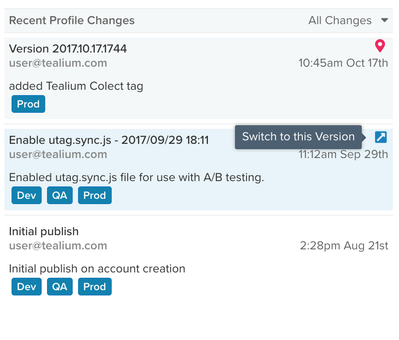 Recent Profile Changes All Changes
Version 2017.10.17.1744
user@tealium.com 10:45am Oct 17th
added Tealium Colect tag
Prod
Enable utag.sync.js - 2017/09/29 18:11 Switch to this Version
user@tealium.com 11:12am Sep 29th
Enabled utag.sync.js file for use with A/B testing.
Dev QA Prod
Initial publish
user@tealium.com 2:28pm Aug 21st
Initial publish on account creation
Dev QA Prod